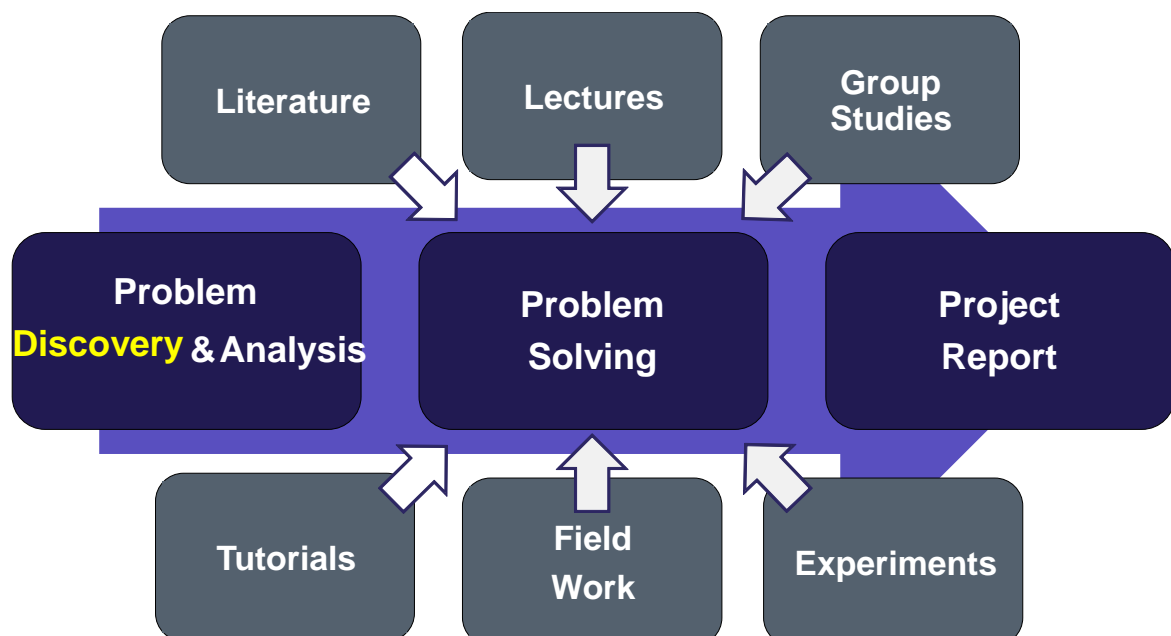 Literature
Lectures
Group
Studies
Problem
Discovery & Analysis
Problem
Solving
Project
Report
Tutorials
Field
Work
Experiments